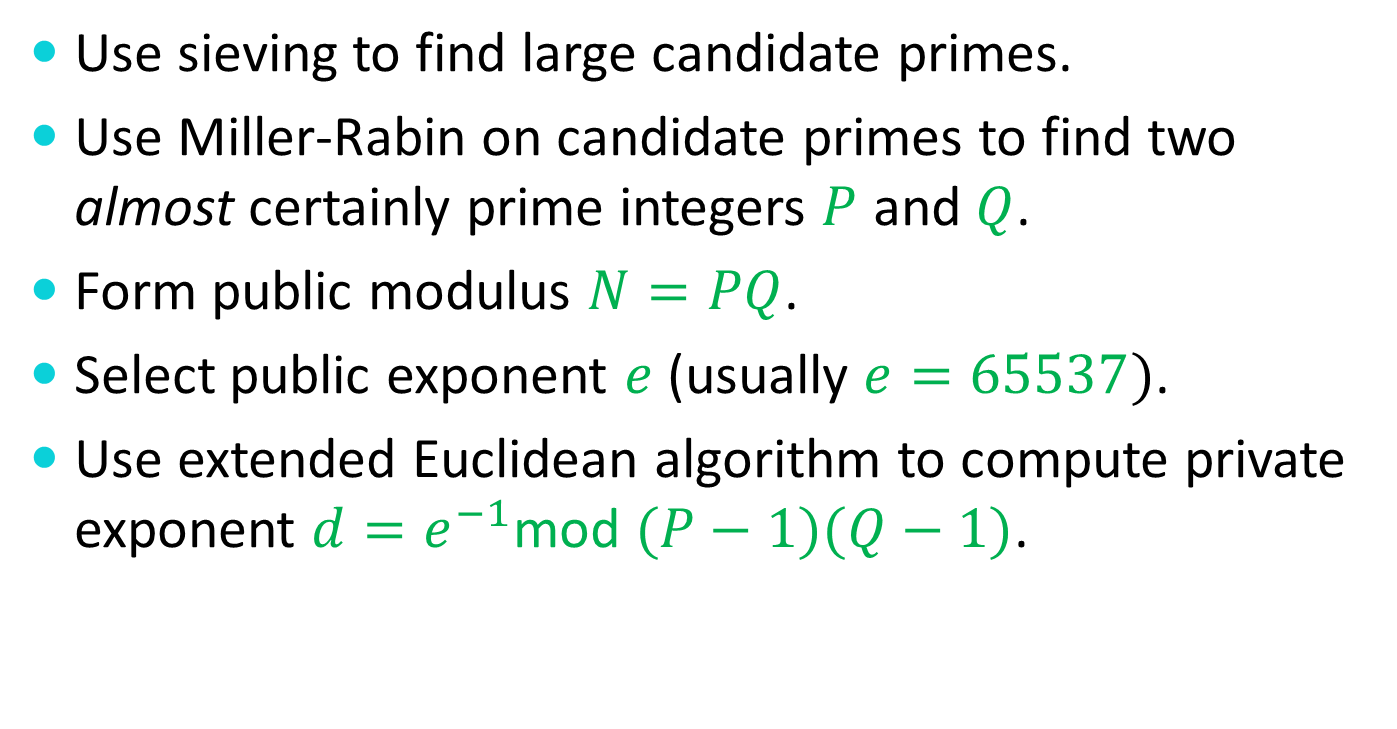 • Use sieving to find large candidate primes.
• Use Miller-Rabin on candidate primes to find two
almost certainly prime integers P and Q.
• Form public modulus N = PQ.
• Select public exponent e (usually e = 65537).
• Use extended Euclidean algorithm to compute private
exponent d = e⁻¹mod (P − 1)(Q − 1).